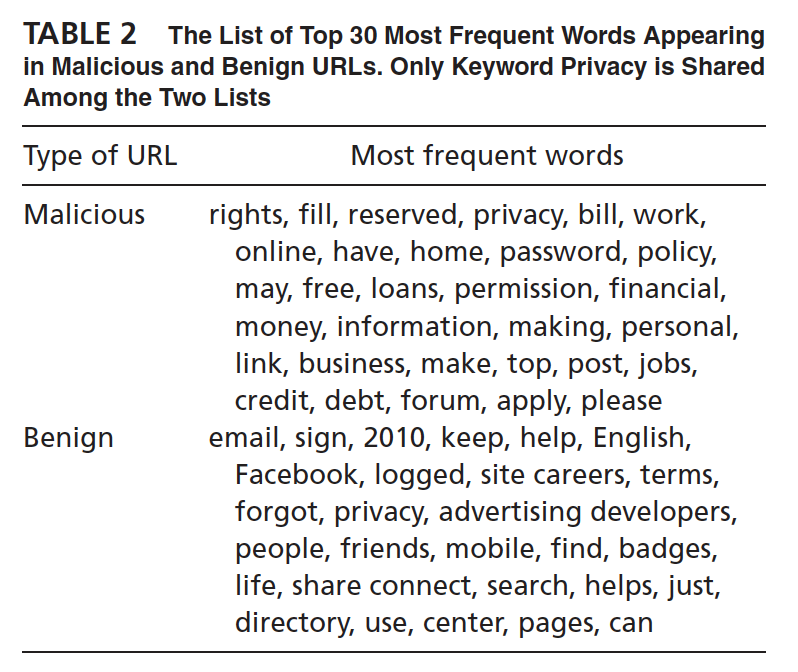 TABLE 2 The List of Top 30 Most Frequent Words Appearing
in Malicious and Benign URLs. Only Keyword Privacy is Shared
Among the Two Lists
Type of URL Most frequent words
Malicious rights, fill, reserved, privacy, bill, work,
online, have, home, password, policy,
may, free, loans, permission, financial,
money, information, making, personal,
link, business, make, top, post, jobs,
credit, debt, forum, apply, please
Benign email, sign, 2010, keep, help, English,
Facebook, logged, site careers, terms,
forgot, privacy, advertising developers,
people, friends, mobile, find, badges,
life, share connect, search, helps, just,
directory, use, center, pages, can